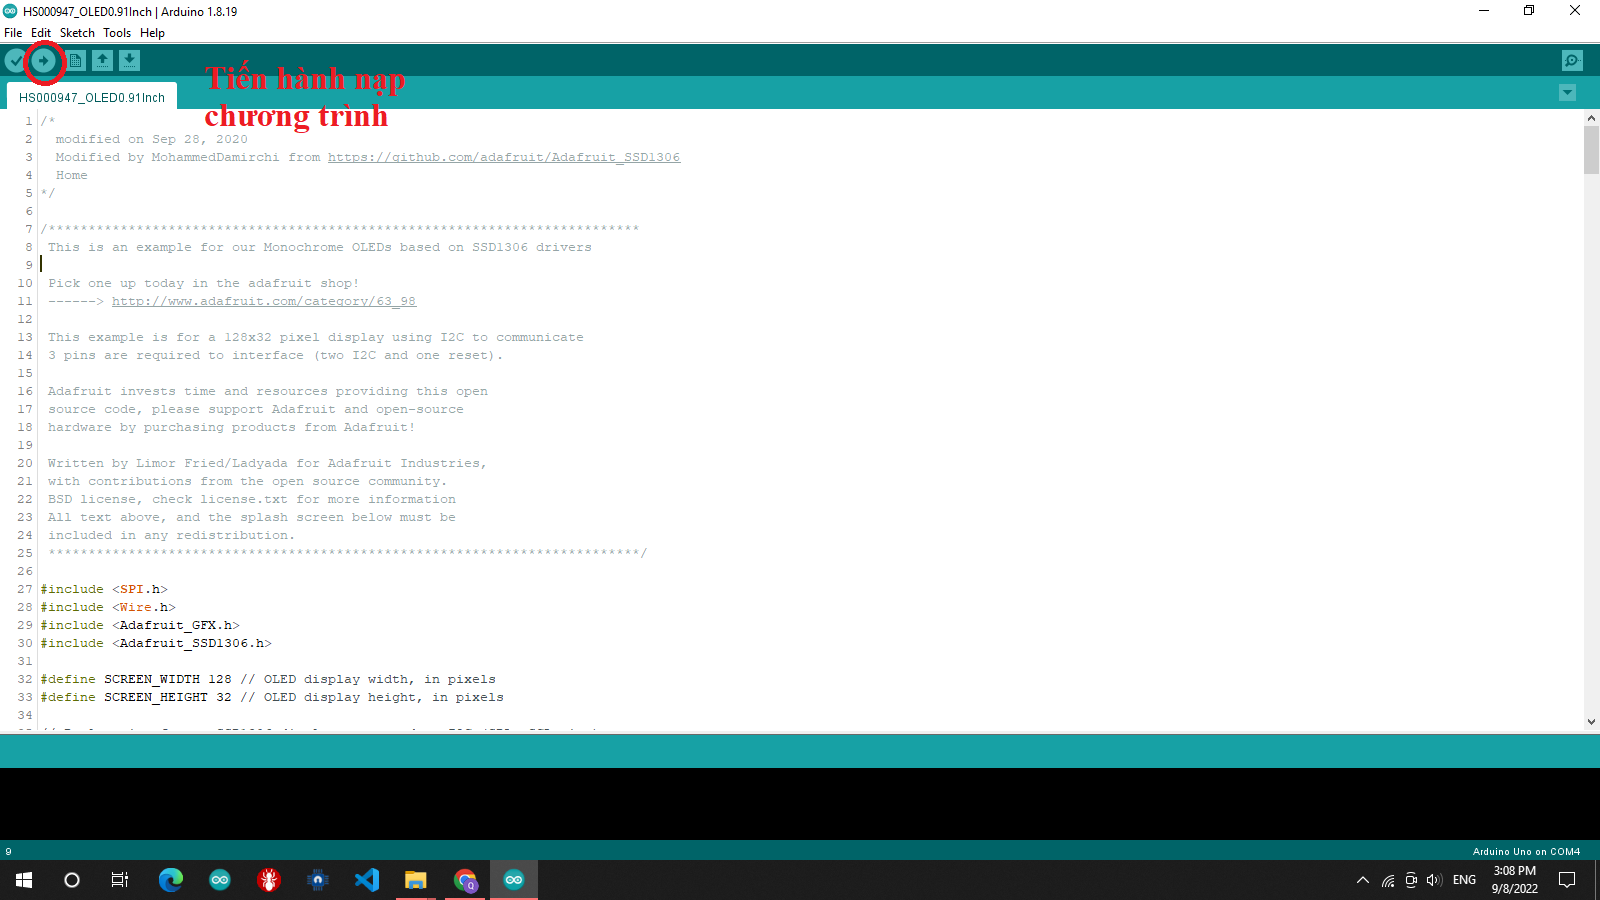 HS000947_OLED0.91Inch | Arduino 1.8.19
File Edit Sketch Tools Help
Tiến hành nạp
chương trình
HS000947_OLED0.91Inch
1 /*
2 modified on Sep 28, 2020
3 Modified by MohammedDamirchi from https://github.com/adafruit/Adafruit_SSD1306
4 Home
5 */
6
7 /**************************************************************************
8 This is an example for our Monochrome OLEDs based on SSD1306 drivers
9
10 Pick one up today in the adafruit shop!
11 ------> http://www.adafruit.com/category/63_98
12
13 This example is for a 128x32 pixel display using I2C to communicate
14 3 pins are required to interface (two I2C and one reset).
15
16 Adafruit invests time and resources providing this open
17 source code, please support Adafruit and open-source
18 hardware by purchasing products from Adafruit!
19
20 Written by Limor Fried/Ladyada for Adafruit Industries,
21 with contributions from the open source community.
22 BSD license, check license.txt for more information
23 All text above, and the splash screen below must be
24 included in any redistribution.
25 **************************************************************************/
26
27 #include <SPI.h>
28 #include <Wire.h>
29 #include <Adafruit_GFX.h>
30 #include <Adafruit_SSD1306.h>
31
32 #define SCREEN_WIDTH 128 // OLED display width, in pixels
33 #define SCREEN_HEIGHT 32 // OLED display height, in pixels
34
9
Arduino Uno on COM4
ENG
3:08 PM
9/8/2022